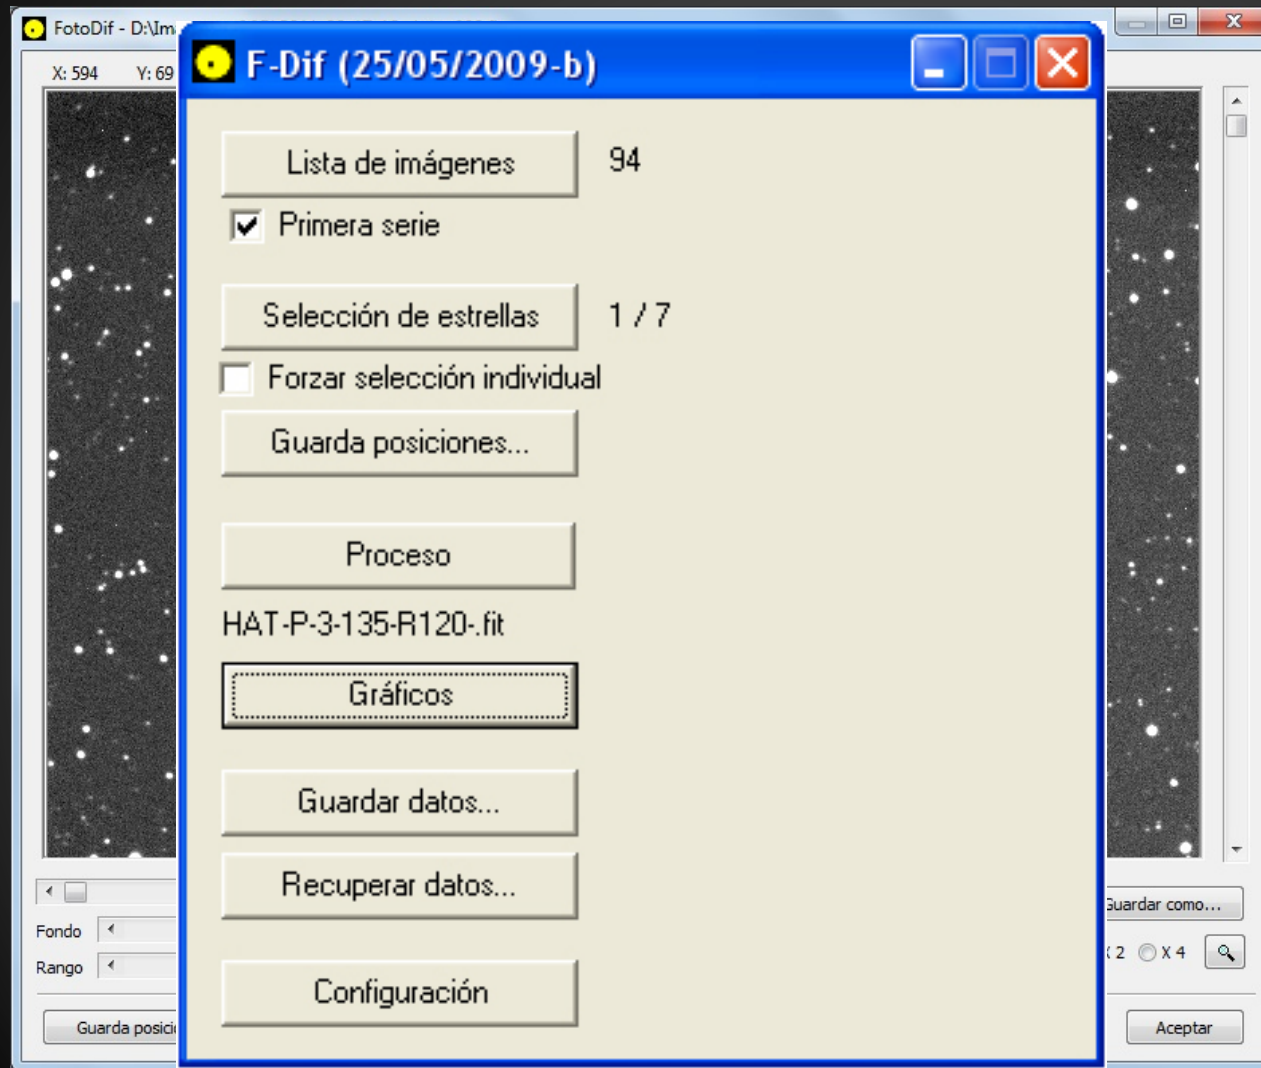 FotoDif - D:\Im
X: 594 Y: 69
F-Dif (25/05/2009-b)
Lista de imágenes 94
Primera serie
Selección de estrellas 1 / 7
Forzar selección individual
Guarda posiciones...
Proceso
HAT-P-3-135-R120-.fit
Gráficos
Guardar datos...
Recuperar datos...
Configuración
Guardar como...
Fondo
X 2 X 4
Rango
Guarda posici
Aceptar